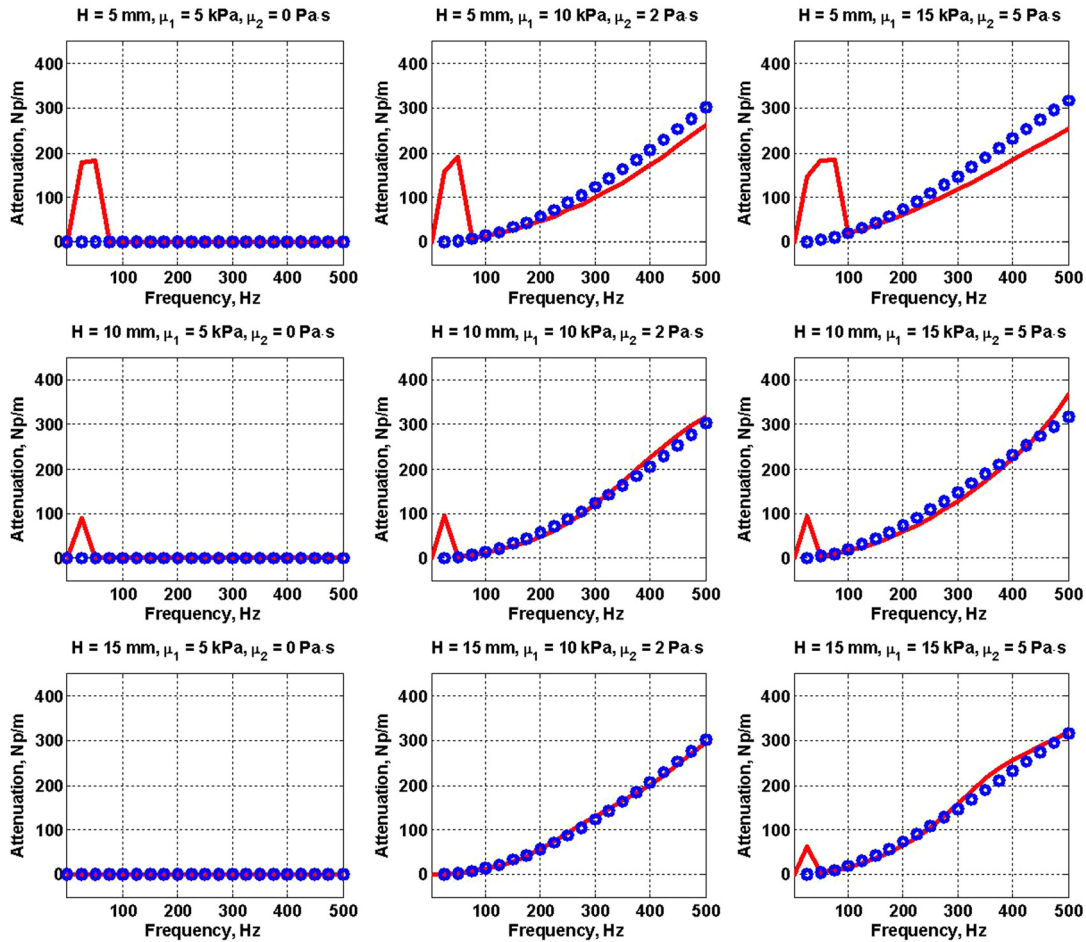 H = 5 mm, μ1 = 5 kPa, μ2 = 0 Pa·s
Attenuation, Np/m
400
300
200
100
0
100 200 300 400 500
Frequency, Hz
H = 5 mm, μ1 = 10 kPa, μ2 = 2 Pa·s
Attenuation, Np/m
400
300
200
100
0
100 200 300 400 500
Frequency, Hz
H = 5 mm, μ1 = 15 kPa, μ2 = 5 Pa·s
Attenuation, Np/m
400
300
200
100
0
100 200 300 400 500
Frequency, Hz
H = 10 mm, μ1 = 5 kPa, μ2 = 0 Pa·s
Attenuation, Np/m
400
300
200
100
0
100 200 300 400 500
Frequency, Hz
H = 10 mm, μ1 = 10 kPa, μ2 = 2 Pa·s
Attenuation, Np/m
400
300
200
100
0
100 200 300 400 500
Frequency, Hz
H = 10 mm, μ1 = 15 kPa, μ2 = 5 Pa·s
Attenuation, Np/m
400
300
200
100
0
100 200 300 400 500
Frequency, Hz
H = 15 mm, μ1 = 5 kPa, μ2 = 0 Pa·s
Attenuation, Np/m
400
300
200
100
0
100 200 300 400 500
Frequency, Hz
H = 15 mm, μ1 = 10 kPa, μ2 = 2 Pa·s
Attenuation, Np/m
400
300
200
100
0
100 200 300 400 500
Frequency, Hz
H = 15 mm, μ1 = 15 kPa, μ2 = 5 Pa·s
Attenuation, Np/m
400
300
200
100
0
100 200 300 400 500
Frequency, Hz